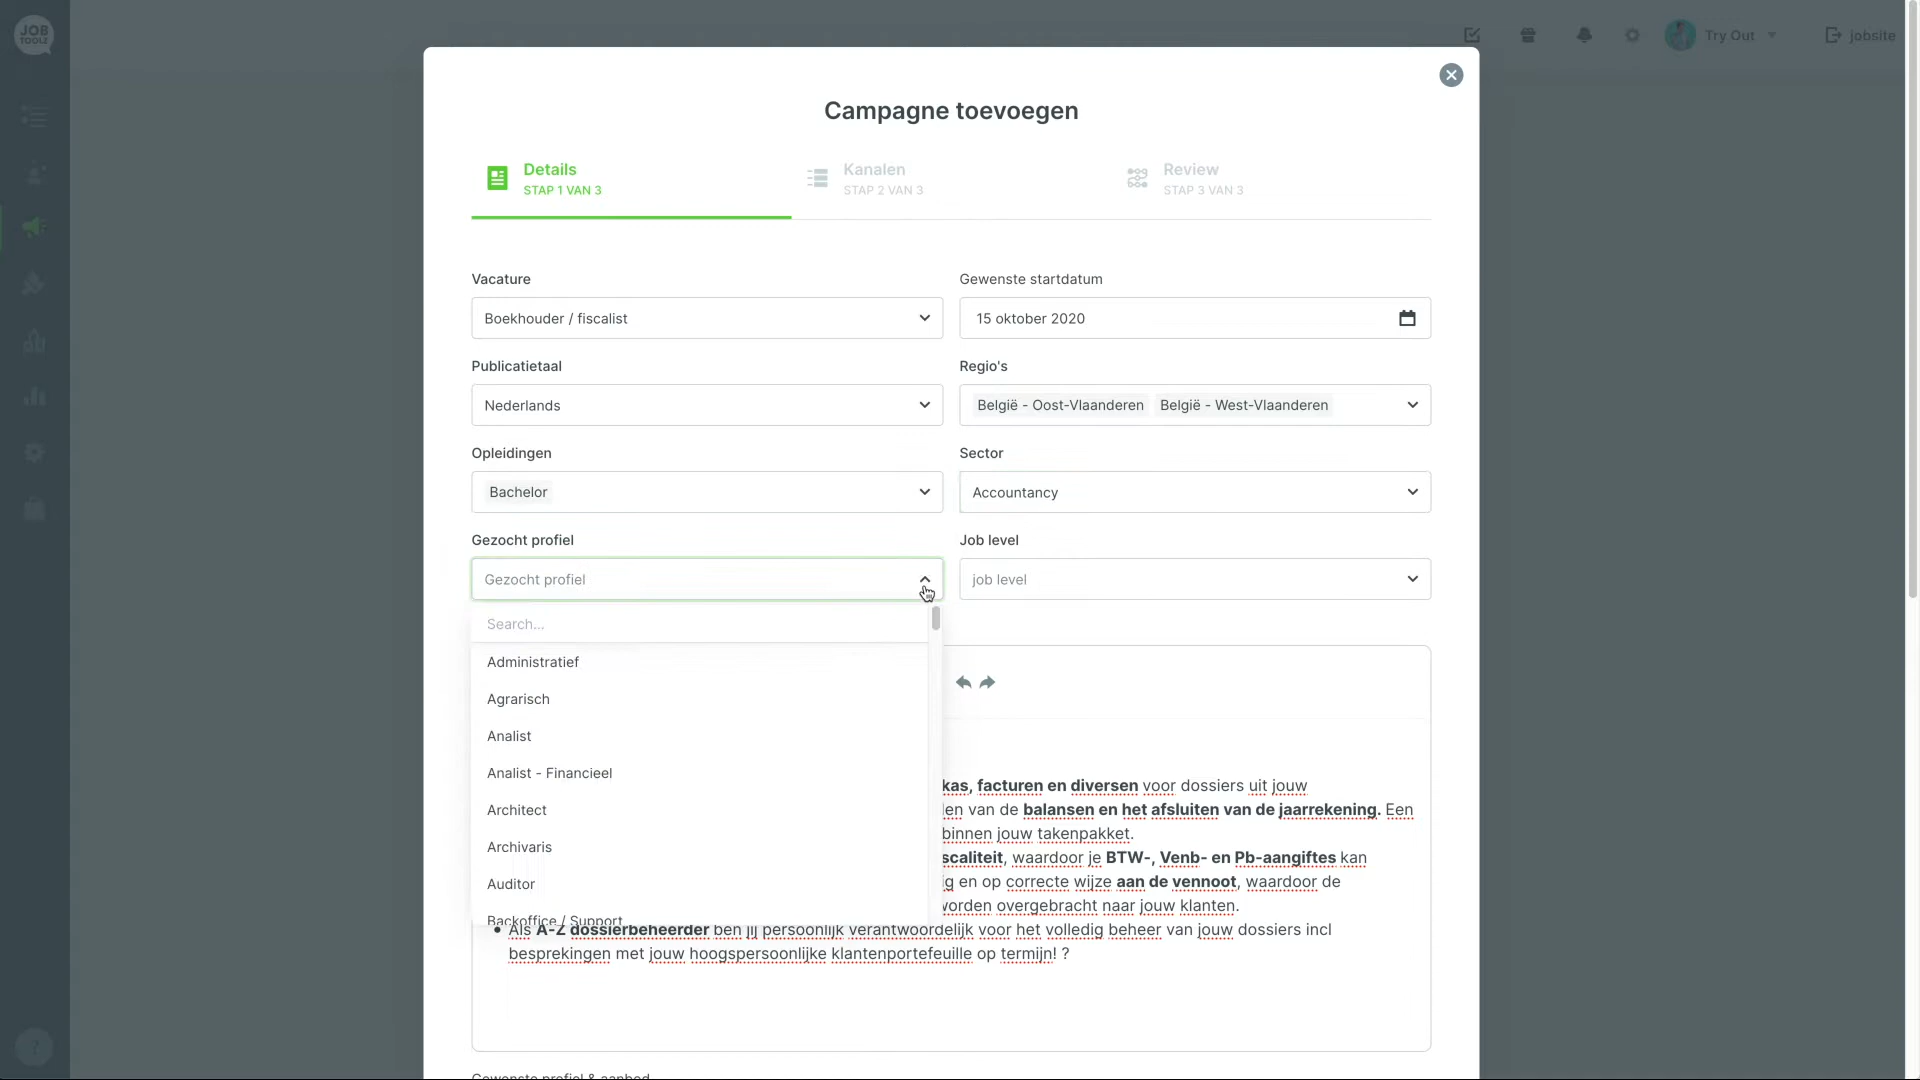 JOB
TOOLZ
Try Out
jobsite
Campagne toevoegen
Details
STAP 1 VAN 3
Kanalen
STAP 2 VAN 3
Review
STAP 3 VAN 3
Vacature
Gewenste startdatum
Boekhouder / fiscalist
15 oktober 2020
Publicatietaal
Regio's
Nederlands
België - Oost-Vlaanderen België - West-Vlaanderen
Opleidingen
Sector
Bachelor
Accountancy
Gezocht profiel
Job level
Gezocht profiel
job level
Search...
Administratief
Agrarisch
Analist
Analist - Financieel
Architect
Archivaris
Auditor
Backoffice / Support
kas, facturen en diversen voor dossiers uit jouw
len van de balansen en het afsluiten van de jaarrekening. Een
binnen jouw takenpakket.
scaliteit, waardoor je BTW-, Venb- en Pb-aangiftes kan
ig en op correcte wijze aan de vennoot, waardoor de
worden overgebracht naar jouw klanten.
• Als A-Z dossierbeheerder ben jij persoonlijk verantwoordelijk voor het volledig beheer van jouw dossiers incl
besprekingen met jouw hoogspersoonlijke klantenportefeuille op termijn! ?
Gewenste profiel & aanbod